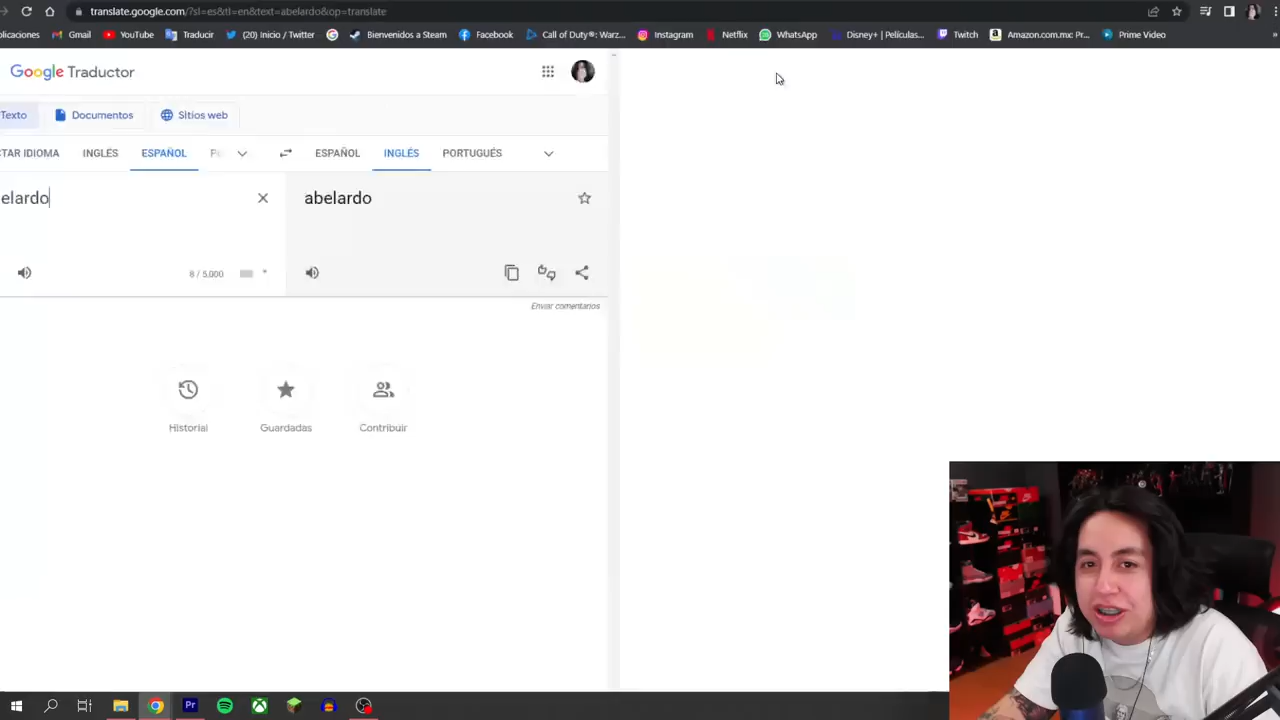 translate.google.com/?sl=es&tl=en&text=abelardo&op=translate
plicaciones Gmail YouTube Traducir (20) Inicio / Twitter Bienvenidos a Steam Facebook Call of Duty®: Warz... Instagram Netflix WhatsApp Disney+ | Películas... Twitch Amazon.com.mx: Pr... Prime Video »
Google Traductor
Texto Documentos Sitios web
CTAR IDIOMA INGLÉS ESPAÑOL ESPAÑOL INGLÉS PORTUGUÉS
elardo abelardo
8 / 5,000
Enviar comentarios
Historial Guardadas Contribuir
Pr